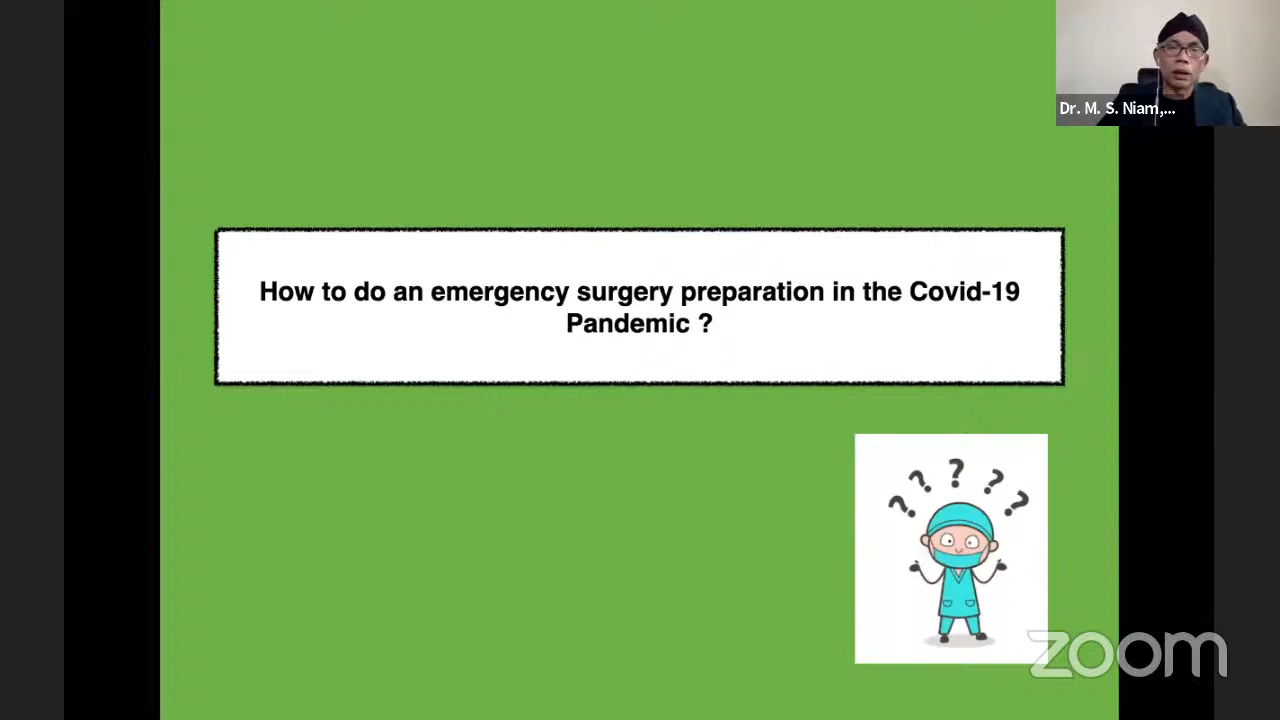 Dr. M. S. Niam,...
How to do an emergency surgery preparation in the Covid-19
Pandemic ?
? ? ? ? ?
zoom